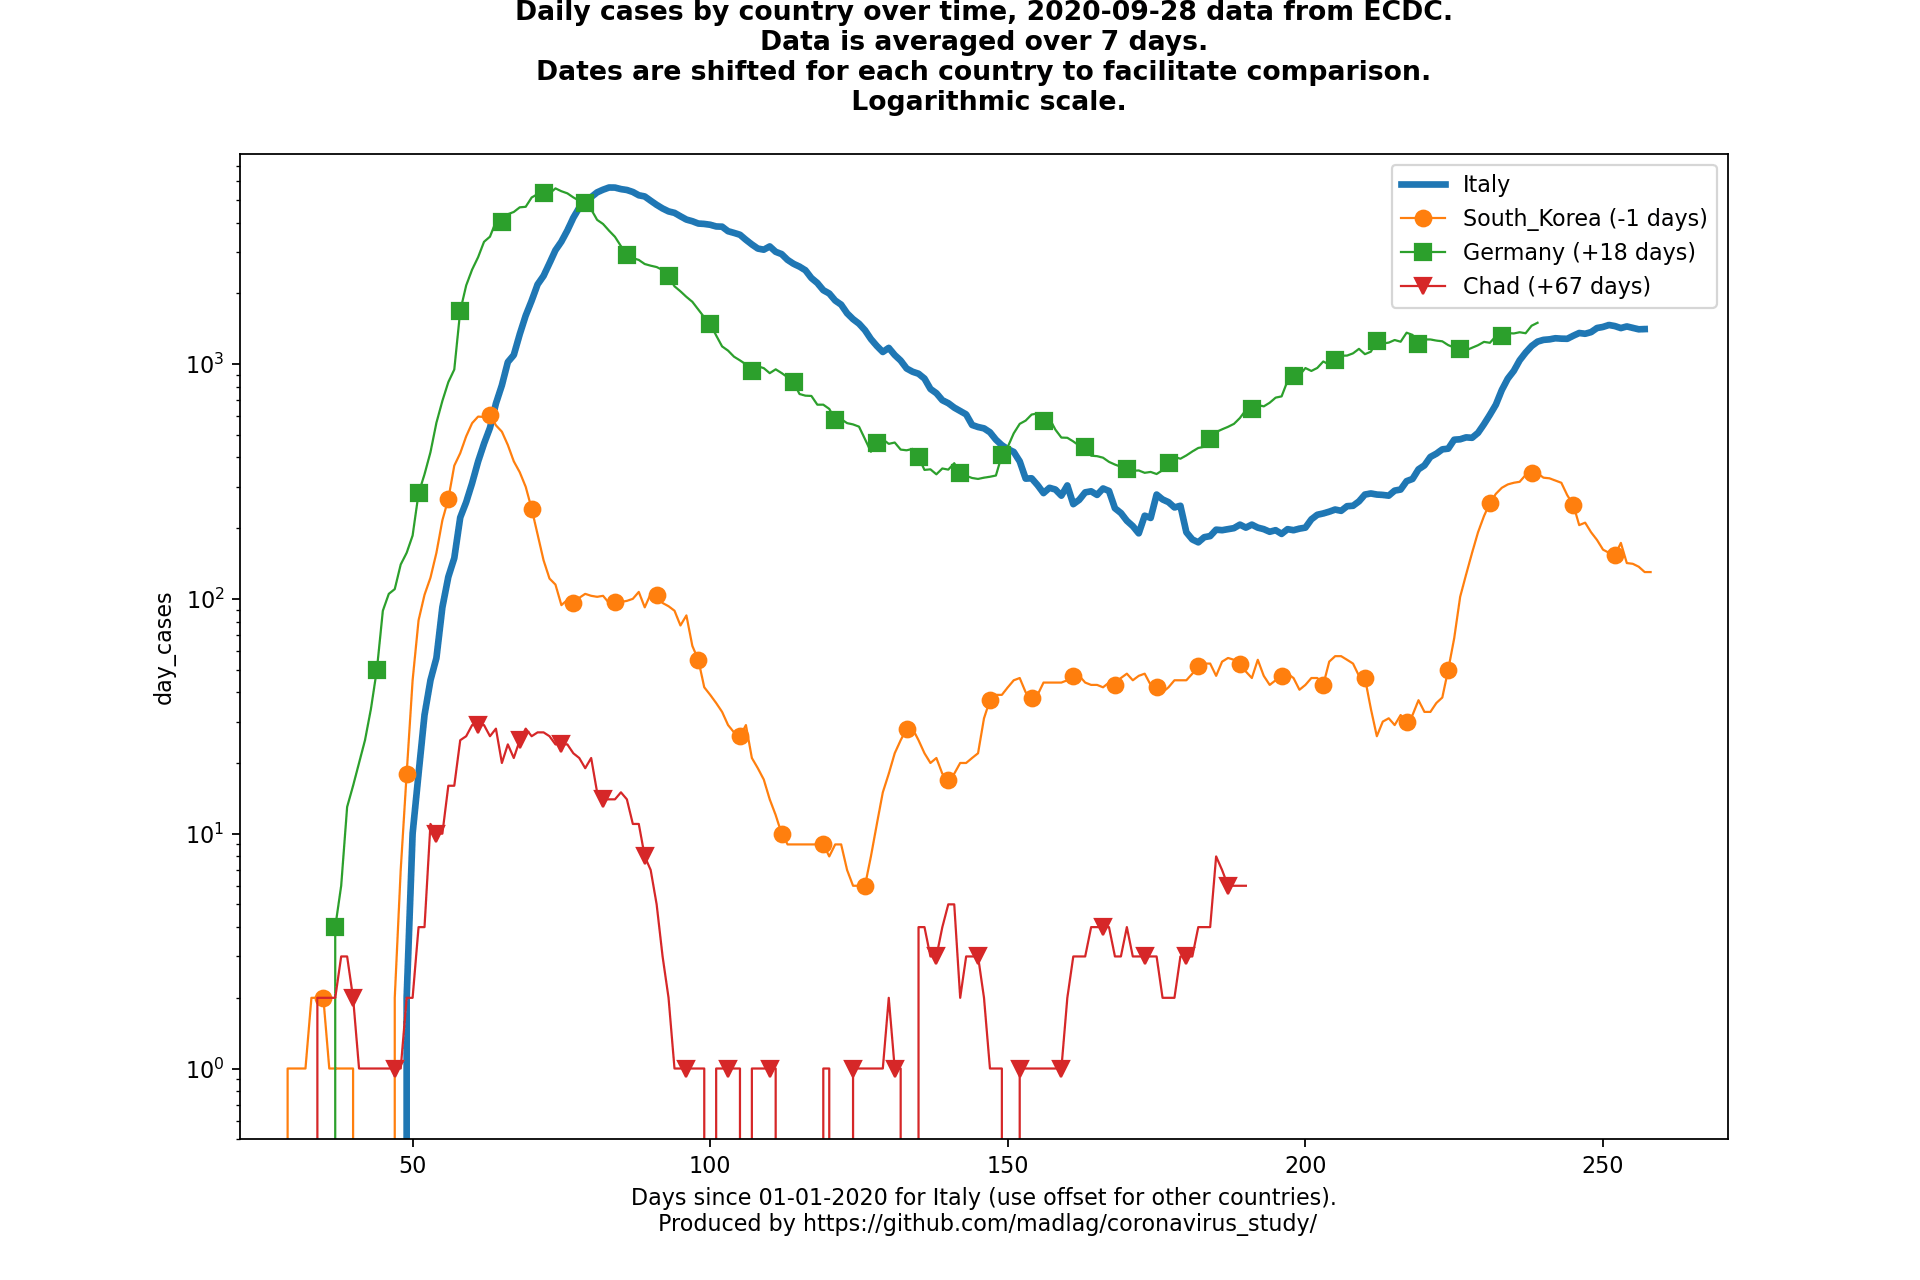 Daily cases by country over time, 2020-09-28 data from ECDC.
Data is averaged over 7 days.
Dates are shifted for each country to facilitate comparison.
Logarithmic scale.
Italy
South_Korea (-1 days)
Germany (+18 days)
Chad (+67 days)
day_cases
10³
10²
10¹
10⁰
50 100 150 200 250
Days since 01-01-2020 for Italy (use offset for other countries).
Produced by https://github.com/madlag/coronavirus_study/